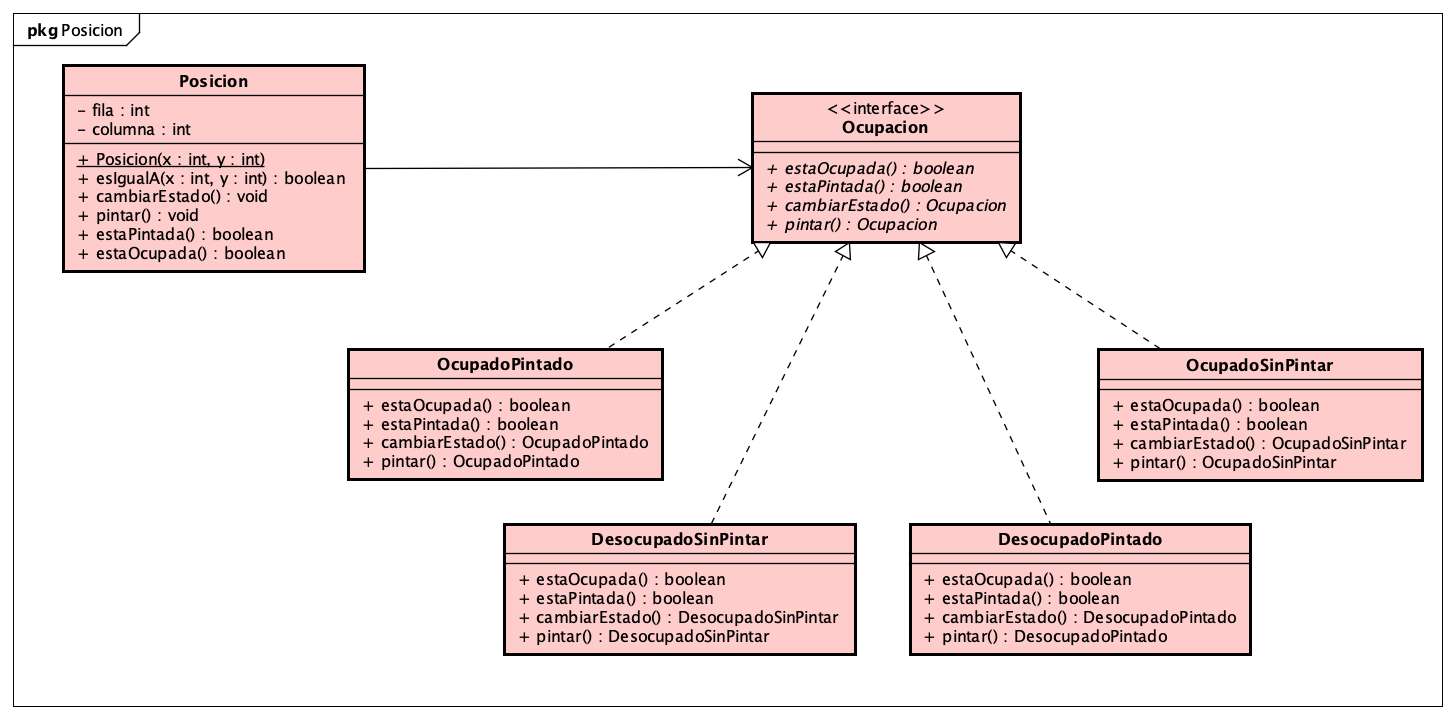 pkg Posicion
Posicion
- fila : int
- columna : int
+ Posicion(x : int, y : int)
+ esIgualA(x : int, y : int) : boolean
+ cambiarEstado() : void
+ pintar() : void
+ estaPintada() : boolean
+ estaOcupada() : boolean
<<interface>>
Ocupacion
+ estaOcupada() : boolean
+ estaPintada() : boolean
+ cambiarEstado() : Ocupacion
+ pintar() : Ocupacion
OcupadoPintado
+ estaOcupada() : boolean
+ estaPintada() : boolean
+ cambiarEstado() : OcupadoPintado
+ pintar() : OcupadoPintado
OcupadoSinPintar
+ estaOcupada() : boolean
+ estaPintada() : boolean
+ cambiarEstado() : OcupadoSinPintar
+ pintar() : OcupadoSinPintar
DesocupadoSinPintar
+ estaOcupada() : boolean
+ estaPintada() : boolean
+ cambiarEstado() : DesocupadoSinPintar
+ pintar() : DesocupadoSinPintar
DesocupadoPintado
+ estaOcupada() : boolean
+ estaPintada() : boolean
+ cambiarEstado() : DesocupadoPintado
+ pintar() : DesocupadoPintado